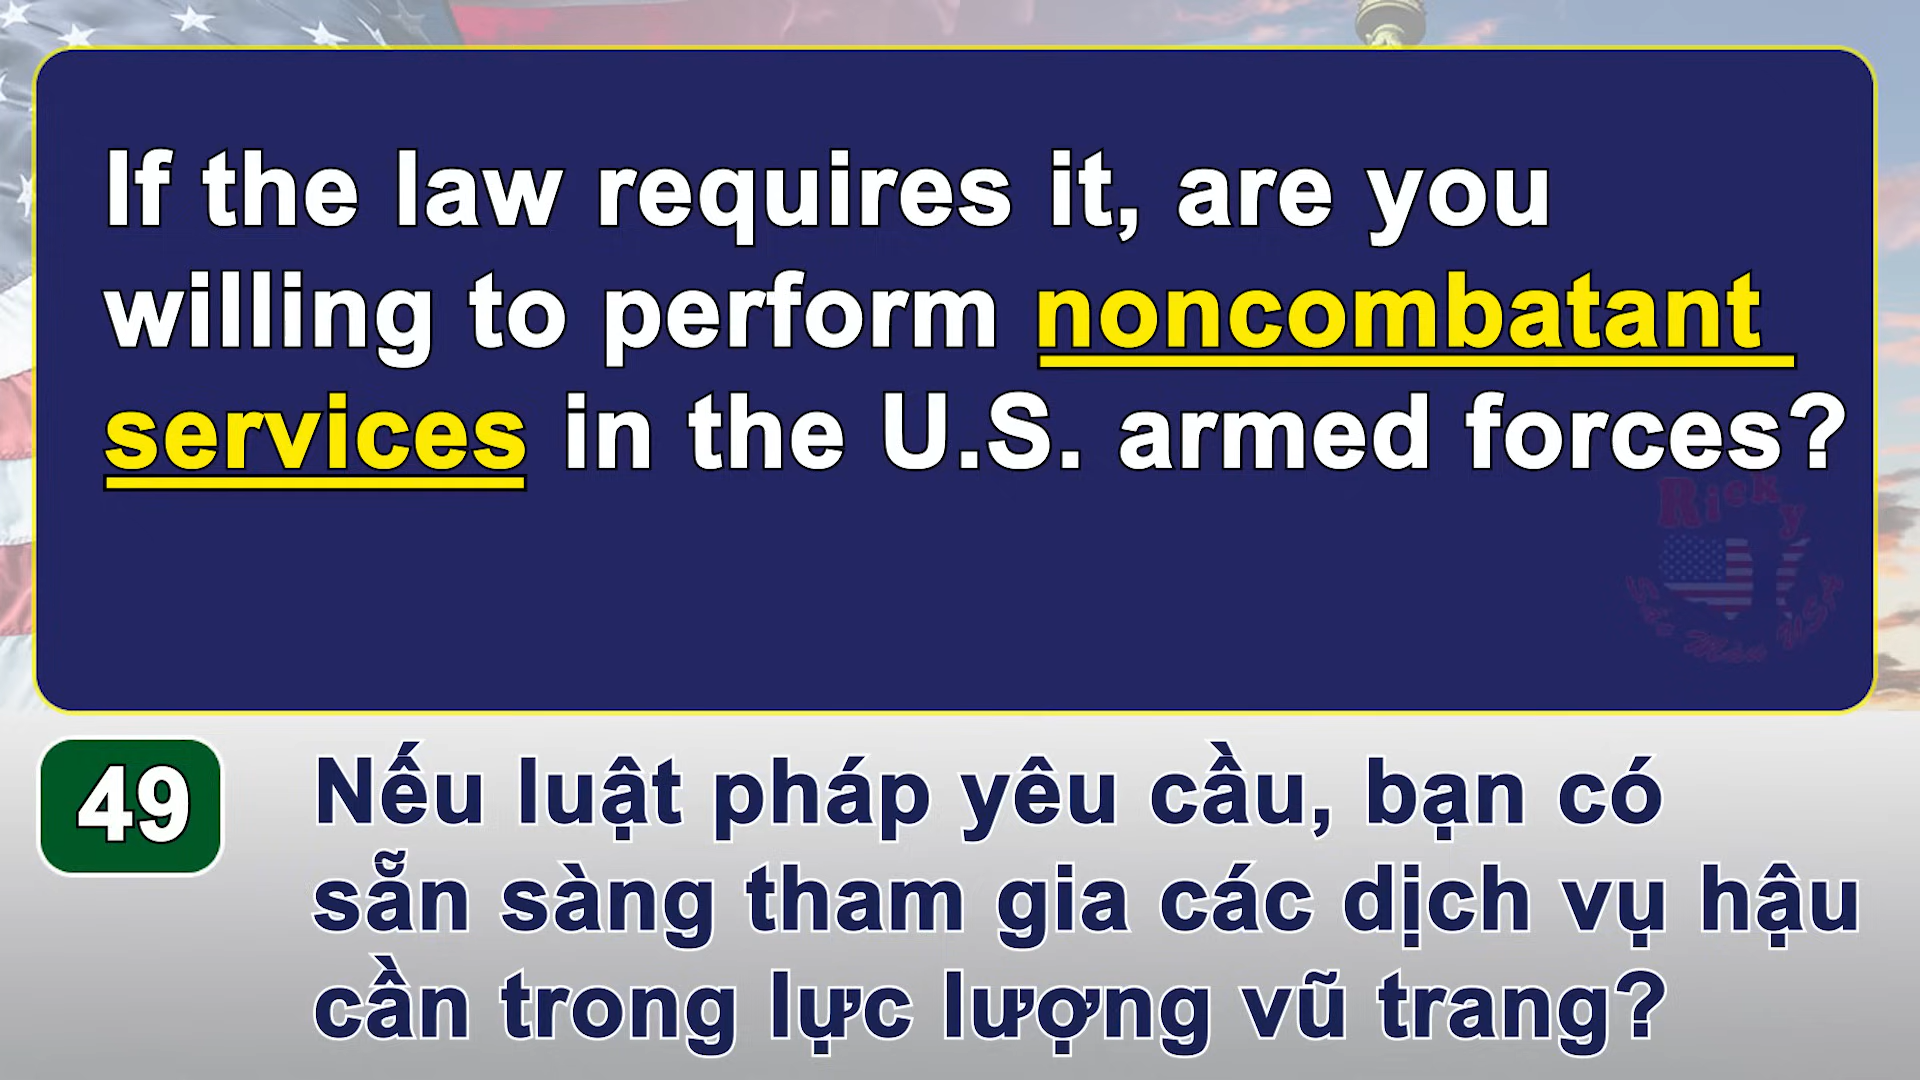 If the law requires it, are you
willing to perform noncombatant
services in the U.S. armed forces?
Ricky
49
Nếu luật pháp yêu cầu, bạn có
sẵn sàng tham gia các dịch vụ hậu
cần trong lực lượng vũ trang?